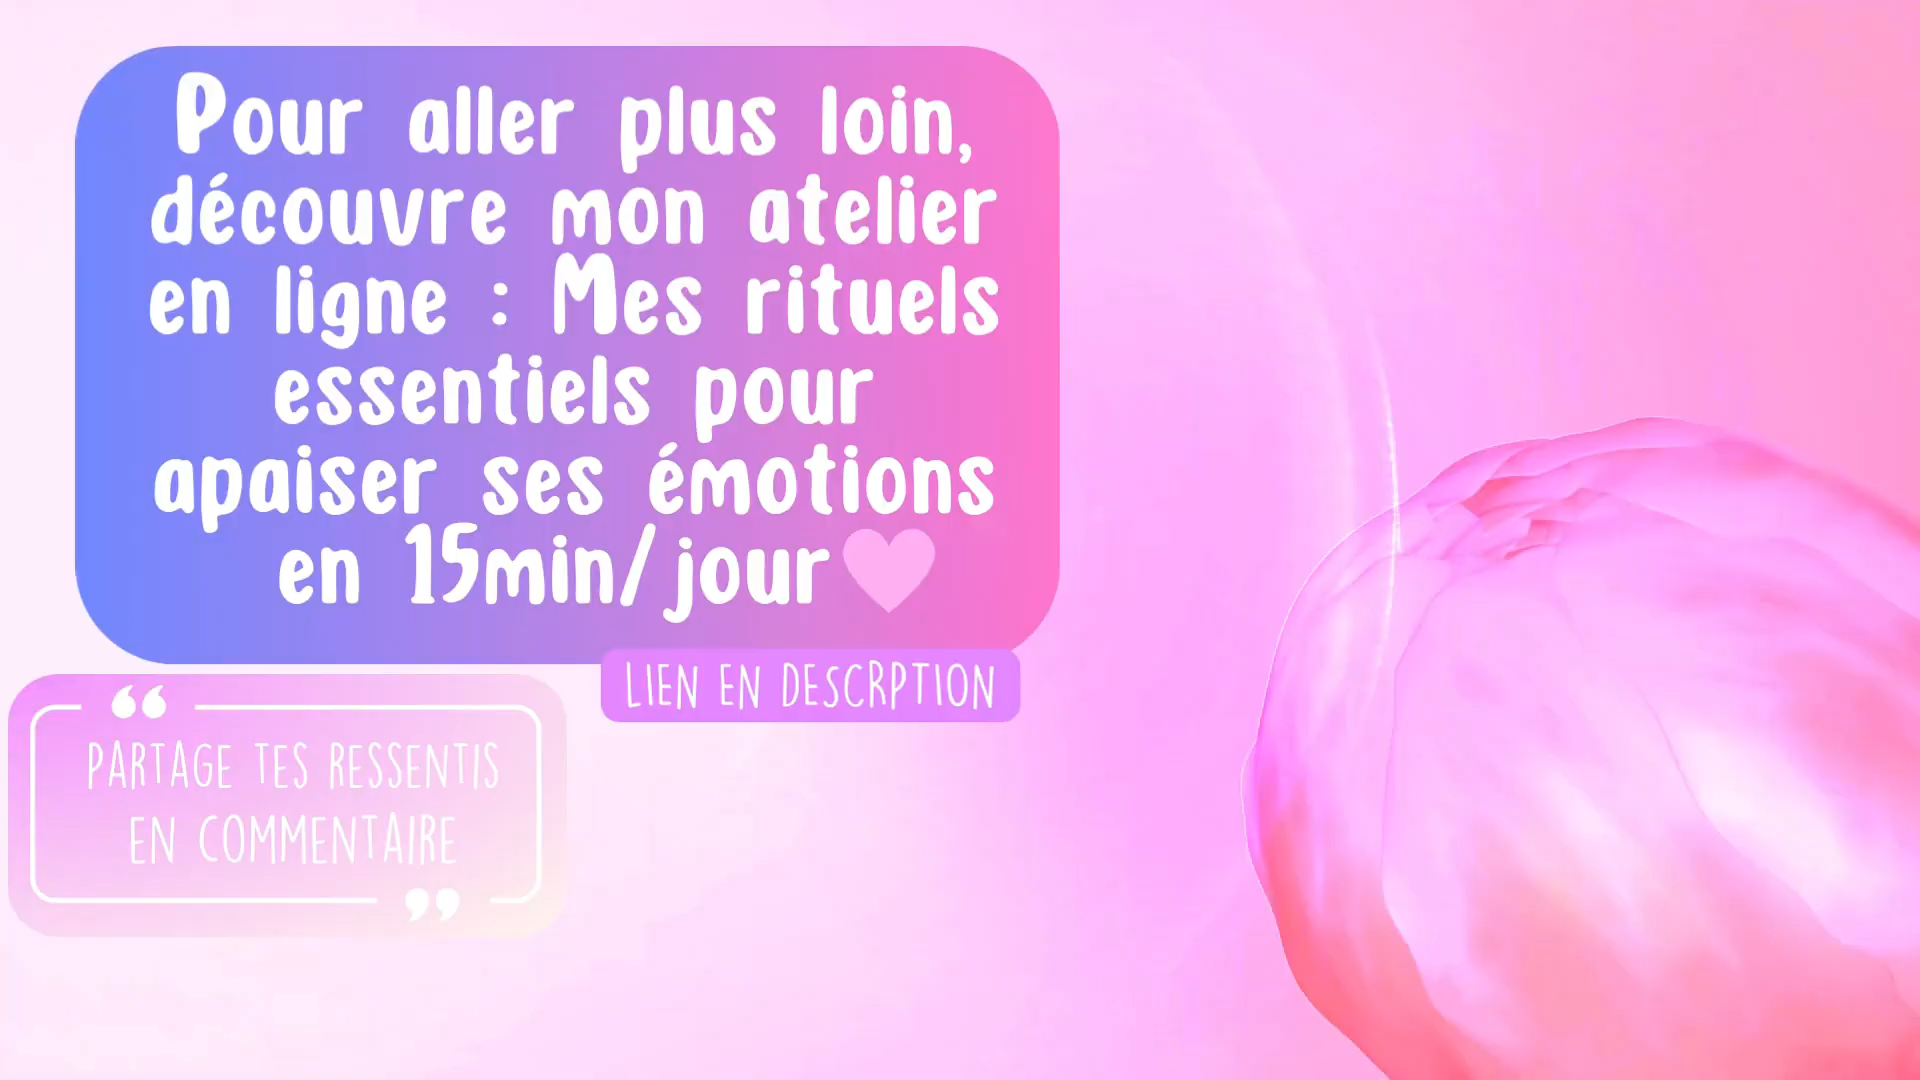 Pour aller plus loin,
découvre mon atelier
en ligne : Mes rituels
essentiels pour
apaiser ses émotions
en 15min/jour
LIEN EN DESCRPTION
PARTAGE TES RESSENTIS
EN COMMENTAIRE